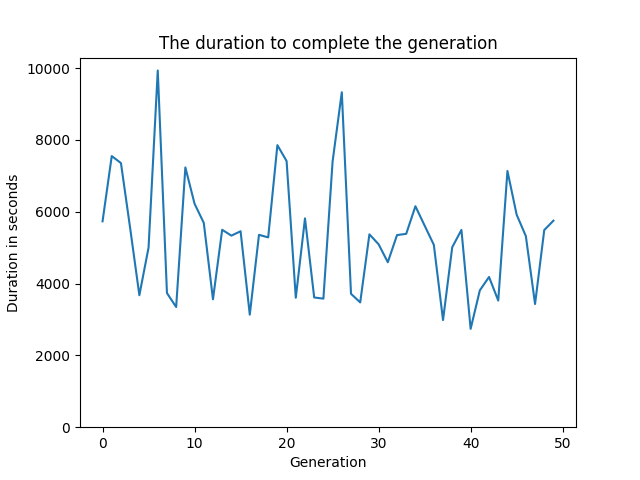 The duration to complete the generation
Duration in seconds
10000
8000
6000
4000
2000
0
0 10 20 30 40 50
Generation